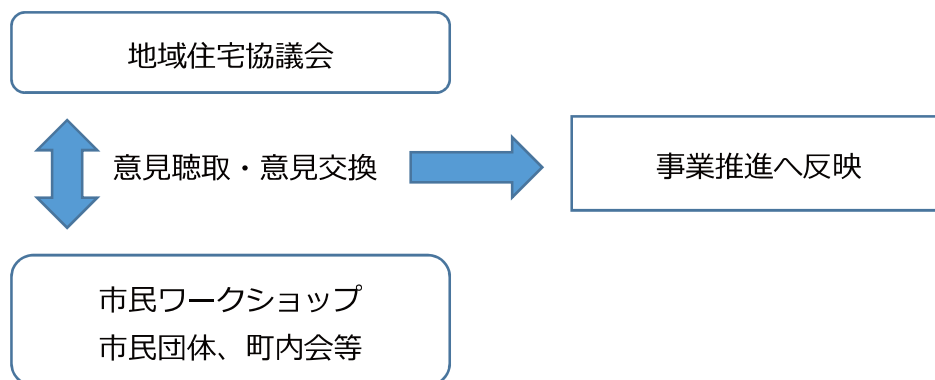 地域住宅協議会
意見聴取・意見交換
事業推進へ反映
市民ワークショップ
市民団体、町内会等